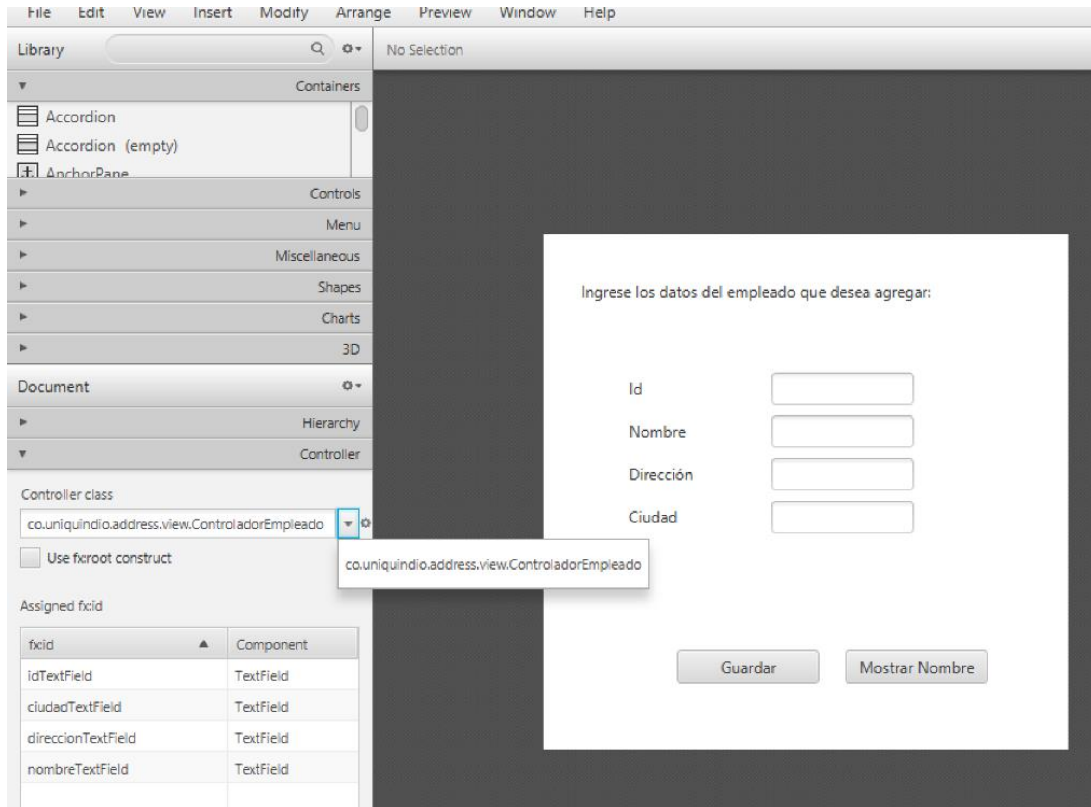 File Edit View Insert Modify Arrange Preview Window Help
Library
No Selection
Containers
Accordion
Accordion (empty)
AnchorPane
Controls
Menu
Miscellaneous
Shapes
Charts
3D
Document
Hierarchy
Controller
Controller class
co.uniquindio.address.view.ControladorEmpleado
co.uniquindio.address.view.ControladorEmpleado
Use fx:root construct
Assigned fx:id
fx:id Component
idTextField TextField
ciudadTextField TextField
direccionTextField TextField
nombreTextField TextField
Ingrese los datos del empleado que desea agregar:
Id
Nombre
Dirección
Ciudad
Guardar Mostrar Nombre